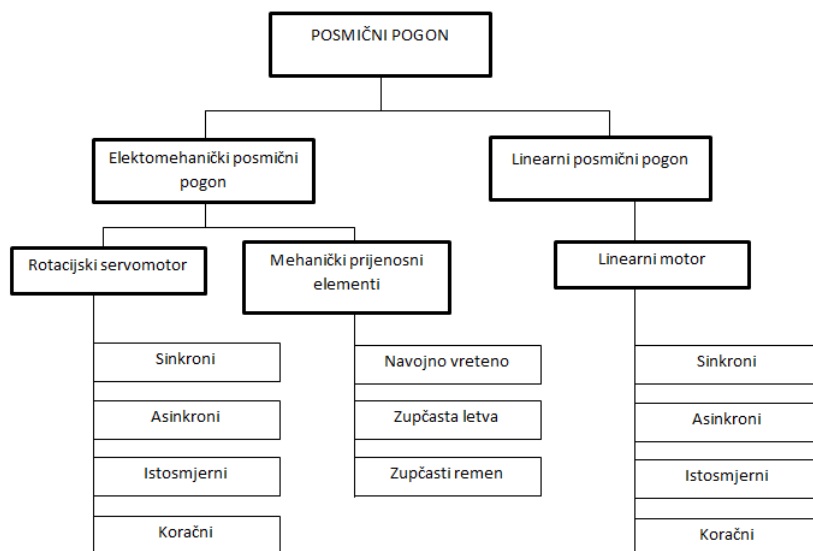 POSMIČNI POGON
Elektomehanički posmični
pogon
Linearni posmični pogon
Rotacijski servomotor
Mehanički prijenosni
elementi
Linearni motor
Sinkroni
Navojno vreteno
Sinkroni
Asinkroni
Zupčasta letva
Asinkroni
Istosmjerni
Zupčasti remen
Istosmjerni
Koračni
Koračni